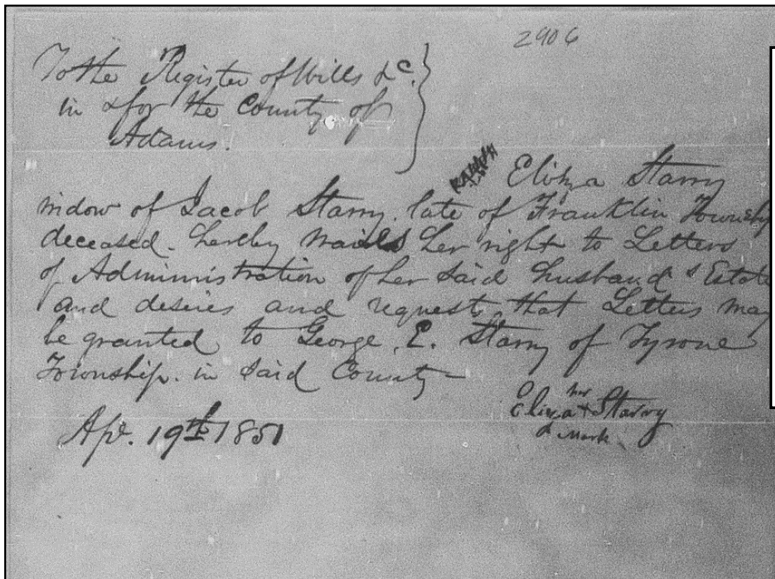 2906
To the Register of Wills &c.
in & for the County of
Adams.
Eliza Starry
widow of Jacob Starry. late of Franklin Township
deceased. hereby waives her right to Letters
of Administration of her said husband's Estate
and desires and request that Letters may
be granted to George E. Starry of Tyrone
Township. in said County
her
Eliza + Starry
mark
Apr. 19th 1851